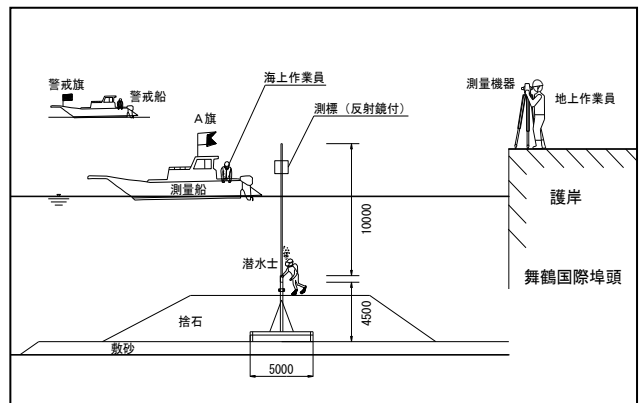 警戒旗
警戒船
海上作業員
測量機器
地上作業員
測標（反射鏡付）
A旗
測量船
護岸
10000
潜水士
舞鶴国際埠頭
捨石
4500
敷砂
5000